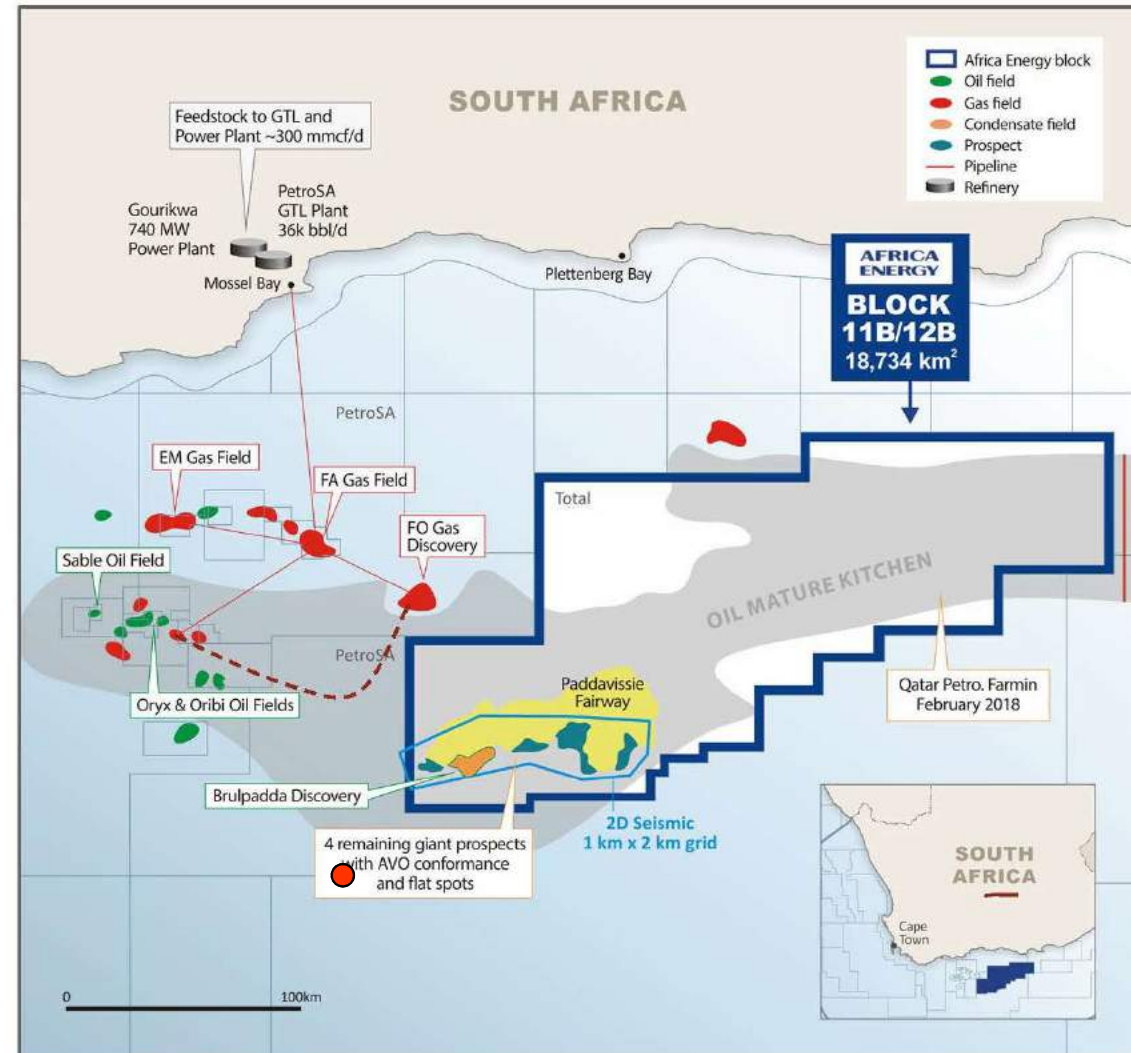 SOUTH AFRICA
Africa Energy block
Oil field
Gas field
Condensate field
Prospect
Pipeline
Refinery
Feedstock to GTL and
Power Plant ~300 mmcf/d
Gourikwa
740 MW
Power Plant
PetroSA
GTL Plant
36k bbl/d
Mossel Bay
Plettenberg Bay
AFRICA
ENERGY
BLOCK
11B/12B
18,734 km²
PetroSA
EM Gas Field
FA Gas Field
FO Gas
Discovery
Total
Sable Oil Field
OIL MATURE KITCHEN
PetroSA
Oryx & Oribi Oil Fields
Paddavissie
Fairway
Qatar Petro. Farmin
February 2018
Brulpadda Discovery
2D Seismic
1 km x 2 km grid
4 remaining giant prospects
with AVO conformance
and flat spots
SOUTH
AFRICA
Cape
Town
0 100km